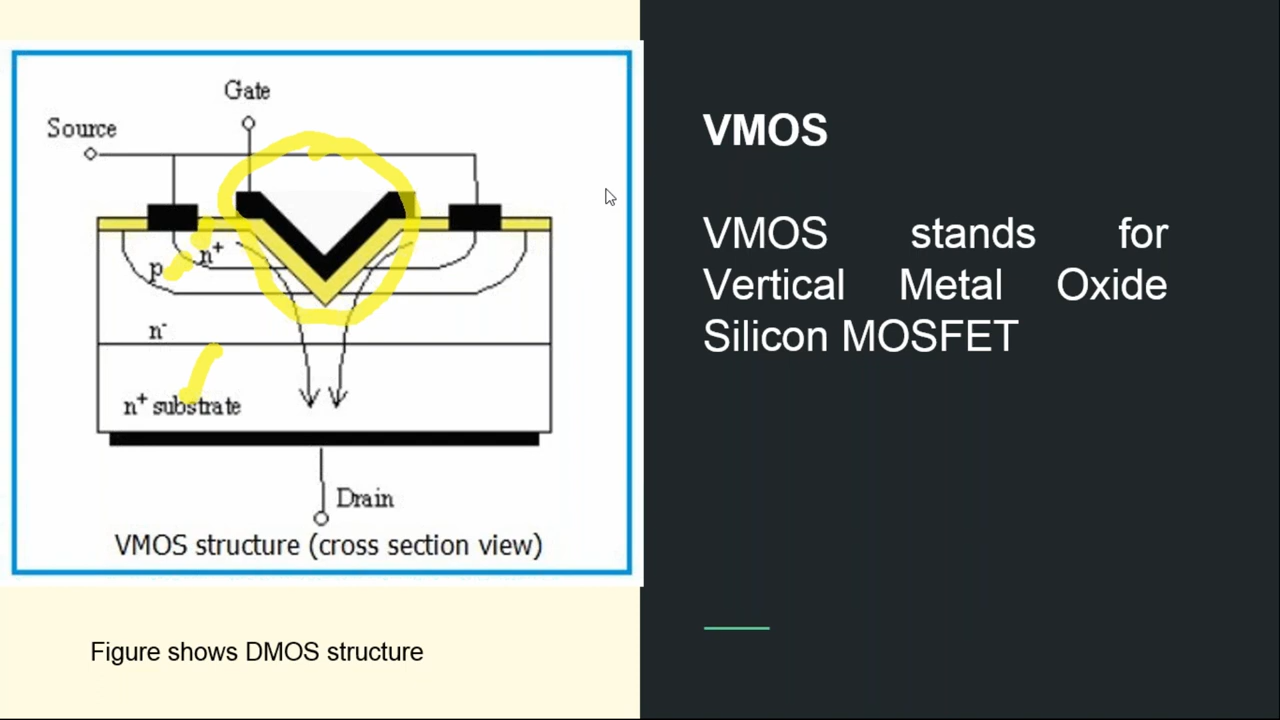 Gate
Source
n+
p
n-
n+ substrate
Drain
VMOS structure (cross section view)
Figure shows DMOS structure
VMOS
VMOS stands for
Vertical Metal Oxide
Silicon MOSFET